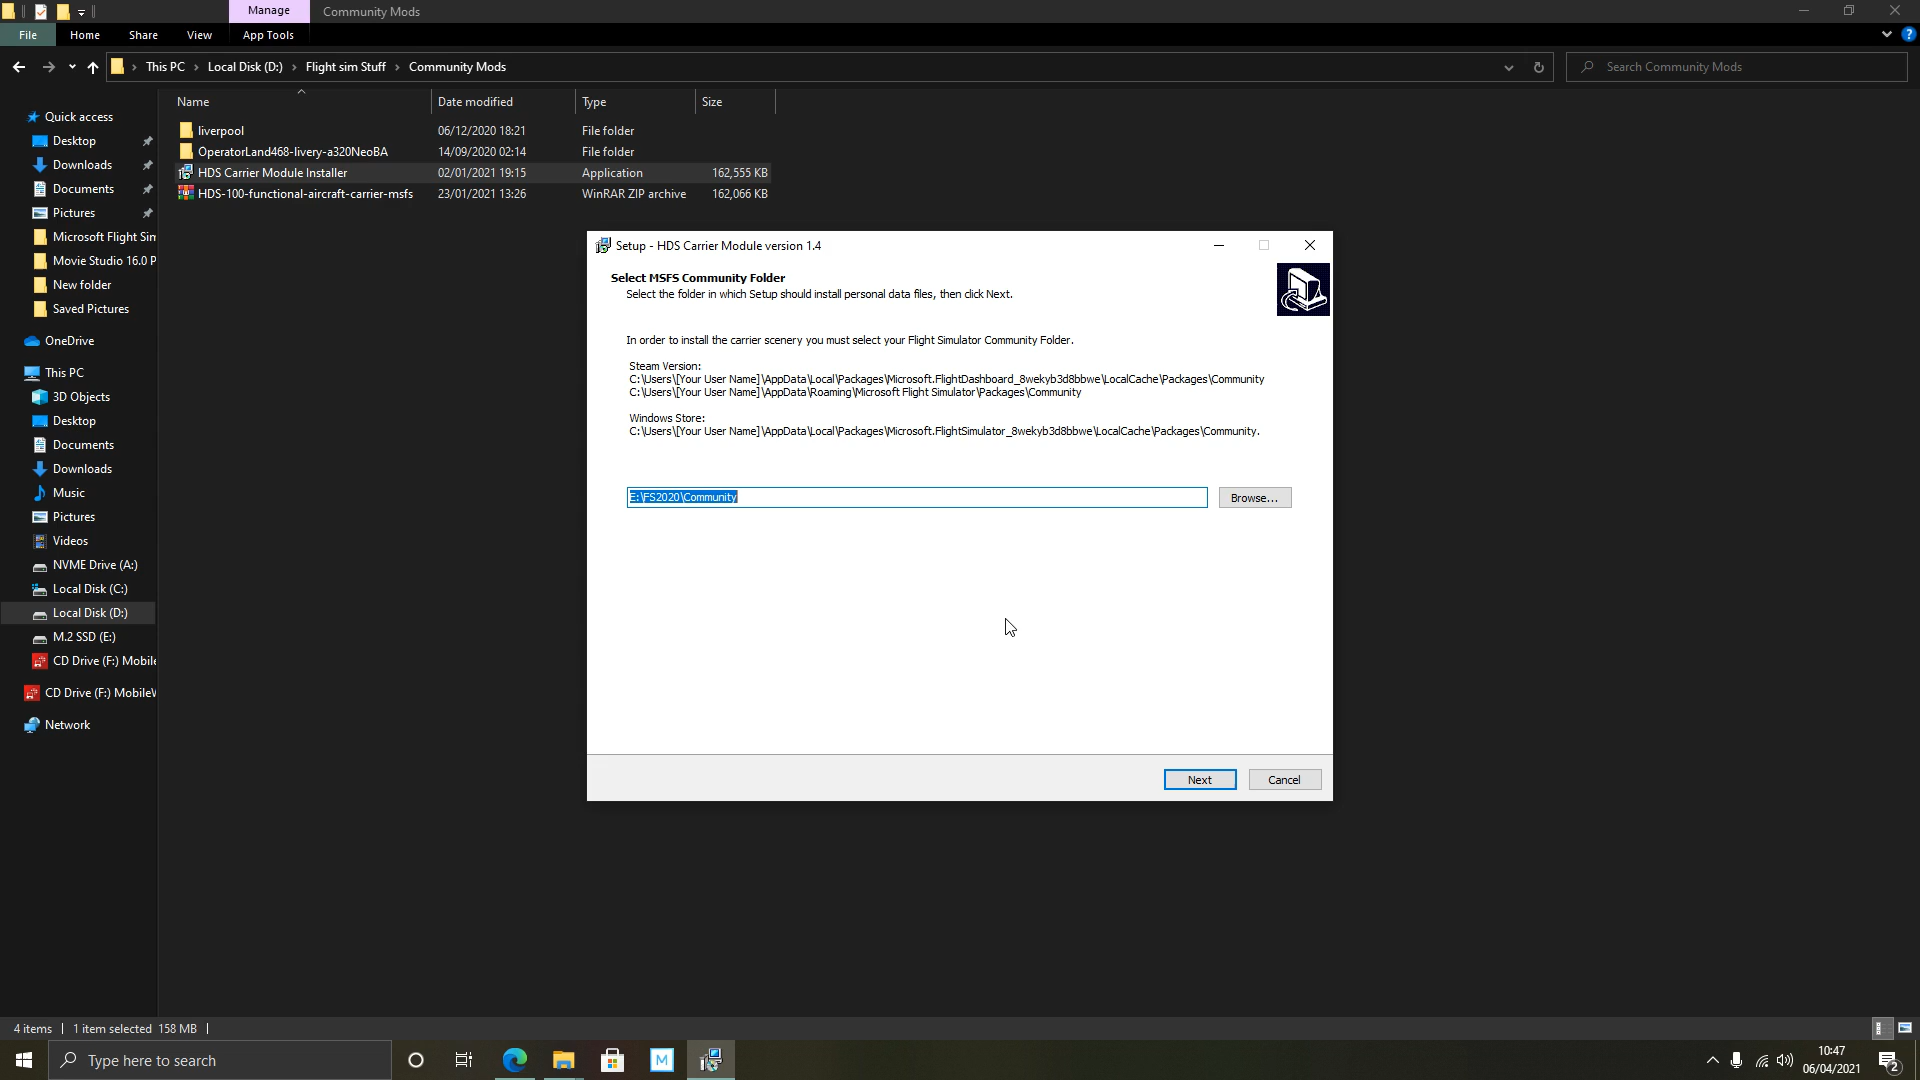 Manage
Community Mods
File
Home
Share
View
App Tools
?
This PC
Local Disk (D:)
Flight sim Stuff
Community Mods
Search Community Mods
Name
Date modified
Type
Size
liverpool
06/12/2020 18:21
File folder
OperatorLand468-livery-a320NeoBA
14/09/2020 02:14
File folder
HDS Carrier Module Installer
02/01/2021 19:15
Application
162,555 KB
HDS-100-functional-aircraft-carrier-msfs
23/01/2021 13:26
WinRAR ZIP archive
162,066 KB
Quick access
Desktop
Downloads
Documents
Pictures
Microsoft Flight Sim
Movie Studio 16.0 P
New folder
Saved Pictures
OneDrive
This PC
3D Objects
Desktop
Documents
Downloads
Music
Pictures
Videos
NVME Drive (A:)
Local Disk (C:)
Local Disk (D:)
M.2 SSD (E:)
CD Drive (F:) Mobile
CD Drive (F:) MobileW
Network
Setup - HDS Carrier Module version 1.4
Select MSFS Community Folder
Select the folder in which Setup should install personal data files, then click Next.
In order to install the carrier scenery you must select your Flight Simulator Community Folder.
Steam Version:
C:\Users\[Your User Name]\AppData\Local\Packages\Microsoft.FlightDashboard_8wekyb3d8bbwe\LocalCache\Packages\Community
C:\Users\[Your User Name]\AppData\Roaming\Microsoft Flight Simulator\Packages\Community
Windows Store:
C:\Users\[Your User Name]\AppData\Local\Packages\Microsoft.FlightSimulator_8wekyb3d8bbwe\LocalCache\Packages\Community.
E:\FS2020\Community
Browse...
Next
Cancel
4 items
1 item selected 158 MB
Type here to search
M
10:47
06/04/2021
2